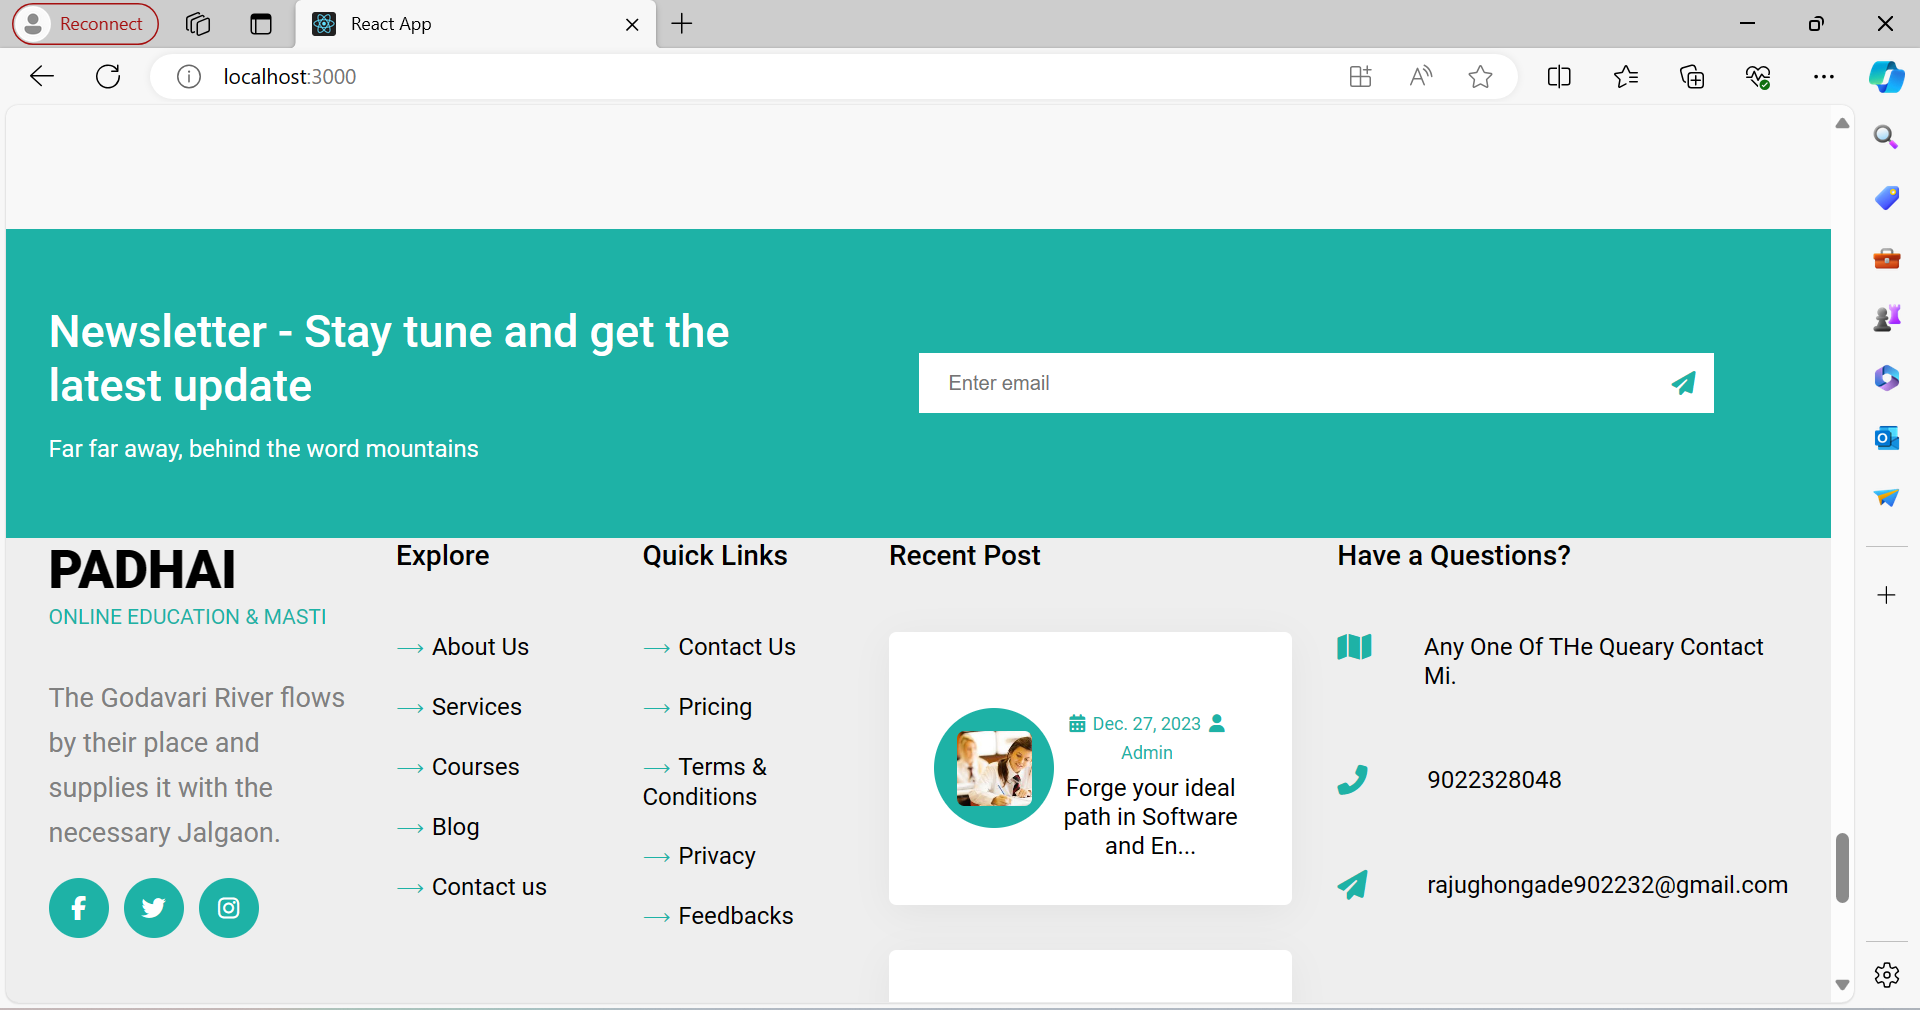 Reconnect
React App
localhost:3000
Newsletter - Stay tune and get the
latest update
Far far away, behind the word mountains
Enter email
PADHAI
ONLINE EDUCATION & MASTI
The Godavari River flows
by their place and
supplies it with the
necessary Jalgaon.
Explore
About Us
Services
Courses
Blog
Contact us
Quick Links
Contact Us
Pricing
Terms &
Conditions
Privacy
Feedbacks
Recent Post
Dec. 27, 2023
Admin
Forge your ideal
path in Software
and En...
Have a Questions?
Any One Of THe Queary Contact
Mi.
9022328048
rajughongade902232@gmail.com